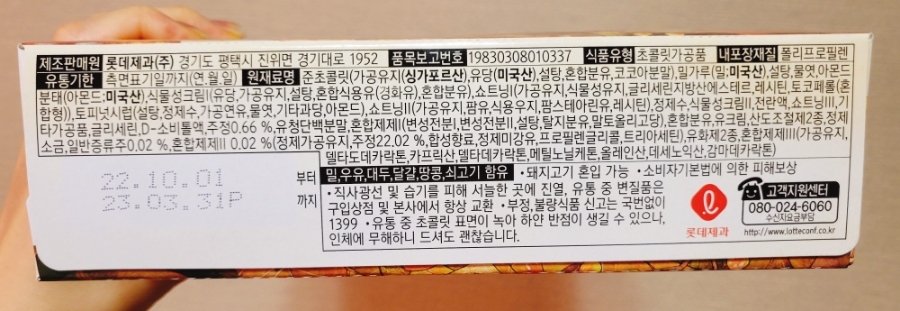 제조판매원 롯데제과(주) 경기도 평택시 진위면 경기대로 1952 품목보고번호 19830308010337 식품유형 초콜릿가공품 내포장재질 폴리프로필렌
유통기한 측면표기일까지(연.월.일) 원재료명 준초콜릿(가공유지(싱가포르산),유당(미국산),설탕,혼합분유,코코아분말),밀가루(밀:미국산),설탕,물엿,아몬드
분태(아몬드:미국산),식물성크림II(유당,가공유지,설탕,혼합식용유(경화유),혼합분유),쇼트닝I(가공유지,식물성유지,글리세린지방산에스테르,레시틴,토코페롤(혼
합형)),토피넛시럽(설탕,정제수,가공연유,물엿,기타과당,아몬드),쇼트닝II(가공유지,팜유,식용우지,팜스테아린유,레시틴),정제수,식물성크림II,전란액,쇼트닝III,기
타가공품,글리세린,D-소비톨액,주정0.66 %,유청단백분말,혼합제제II(변성전분I,변성전분II,설탕,탈지분유,말토올리고당),혼합분유,유크림,산도조절제2종,정제
소금,일반증류주0.02 %,혼합제제II 0.02 %(정제가공유지,주정22.02 %,합성향료,정제미강유,프로필렌글리콜,트리아세틴),유화제2종,혼합제제III(가공유지,
델타도데카락톤,카프릭산,델타데카락톤,메틸노닐케톤,올레인산,데세노익산,감마데카락톤)
밀,우유,대두,달걀,땅콩,쇠고기 함유 • 돼지고기 혼입 가능 • 소비자기본법에 의한 피해보상
22.10.01 부터
23.03.31P 까지
• 직사광선 및 습기를 피해 서늘한 곳에 진열, 유통 중 변질품은
구입상점 및 본사에서 항상 교환 • 부정,불량식품 신고는 국번없이
1399 • 유통 중 초콜릿 표면이 녹아 하얀 반점이 생길 수 있으나,
인체에 무해하니 드셔도 괜찮습니다.
롯데제과
고객지원센터
080-024-6060
수신자요금부담
http://www.lotteconf.co.kr